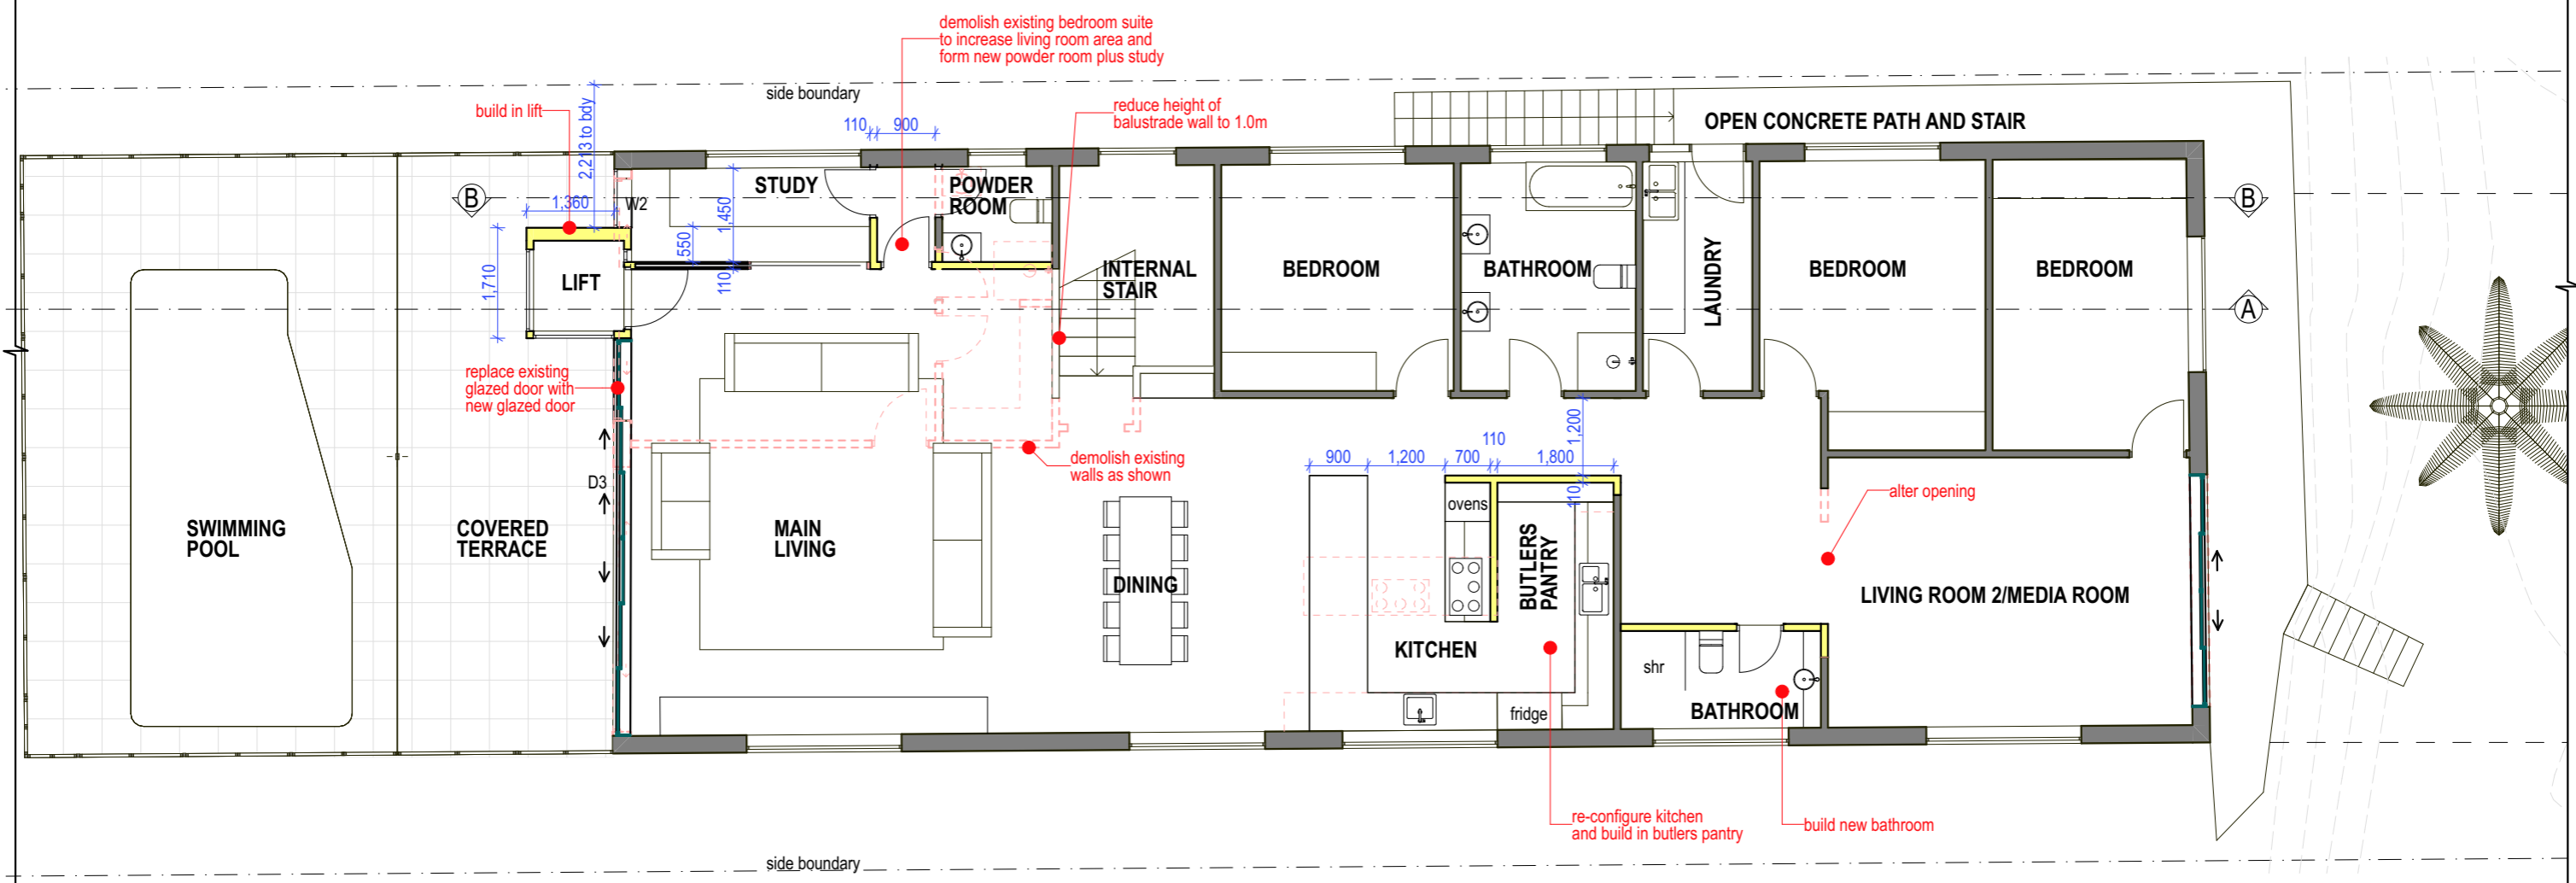 demolish existing bedroom suite
to increase living room area and
form new powder room plus study
side boundary
build in lift
2,213 to bdy
110
900
reduce height of
balustrade wall to 1.0m
OPEN CONCRETE PATH AND STAIR
B
1,360
W2
STUDY
1,450
550
110
POWDER
ROOM
B
1,710
LIFT
INTERNAL
STAIR
BEDROOM
BATHROOM
LAUNDRY
BEDROOM
BEDROOM
A
replace existing
glazed door with
new glazed door
D3
demolish existing
walls as shown
900
1,200
700
110
1,800
1,200
110
ovens
alter opening
SWIMMING
POOL
COVERED
TERRACE
MAIN
LIVING
DINING
BUTLERS
PANTRY
LIVING ROOM 2/MEDIA ROOM
KITCHEN
shr
fridge
BATHROOM
re-configure kitchen
and build in butlers pantry
build new bathroom
side boundary